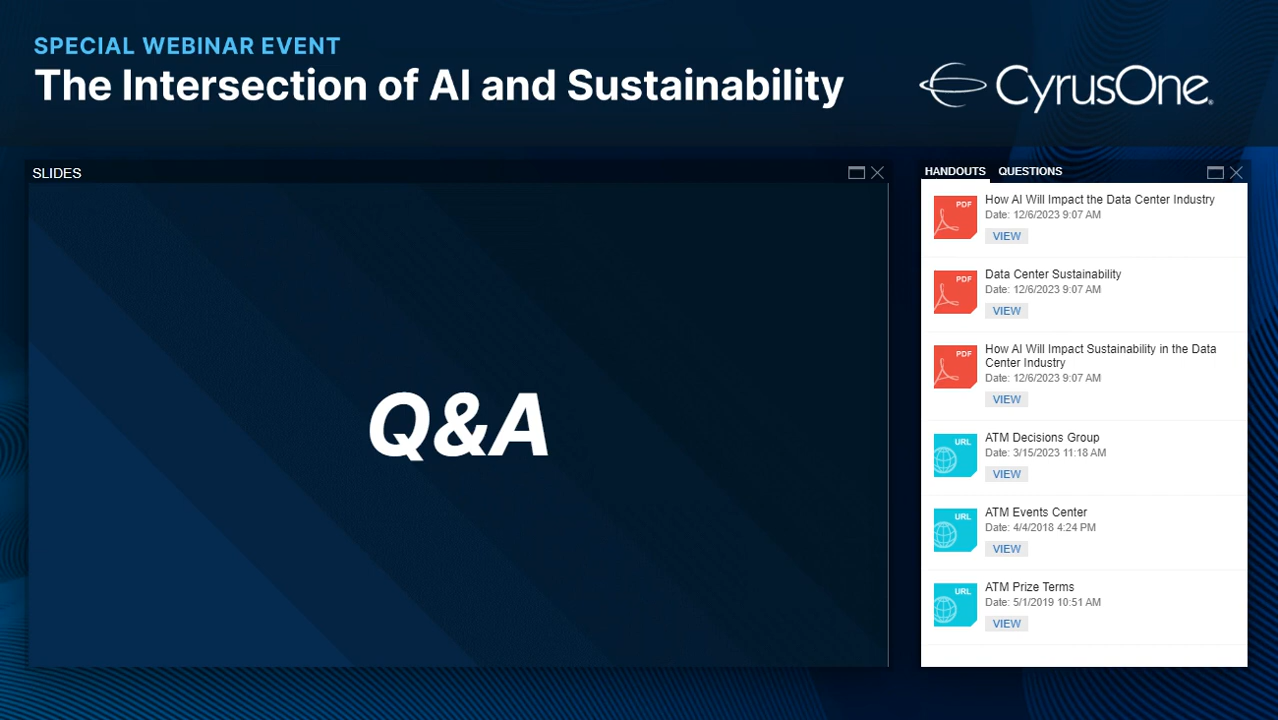 SPECIAL WEBINAR EVENT
The Intersection of AI and Sustainability
CyrusOne®
SLIDES
Q&A
HANDOUTS QUESTIONS
PDF
How AI Will Impact the Data Center Industry
Date: 12/6/2023 9:07 AM
VIEW
PDF
Data Center Sustainability
Date: 12/6/2023 9:07 AM
VIEW
PDF
How AI Will Impact Sustainability in the Data
Center Industry
Date: 12/6/2023 9:07 AM
VIEW
URL
ATM Decisions Group
Date: 3/15/2023 11:18 AM
VIEW
URL
ATM Events Center
Date: 4/4/2018 4:24 PM
VIEW
URL
ATM Prize Terms
Date: 5/1/2019 10:51 AM
VIEW